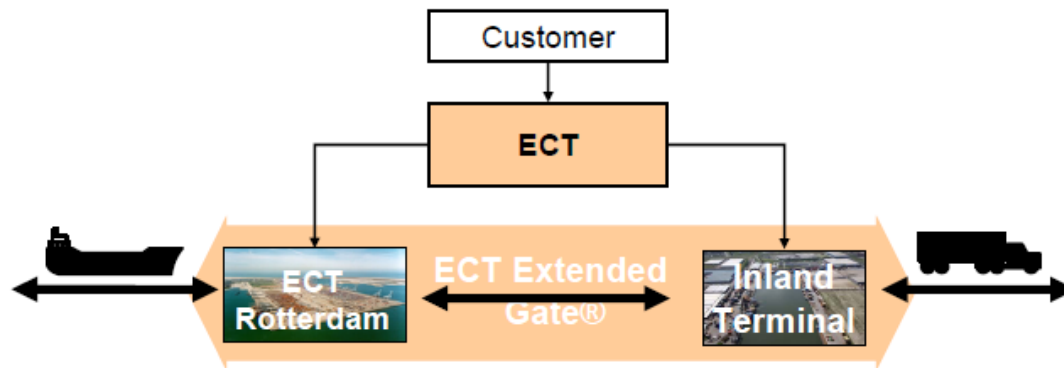 Customer
ECT
ECT
Rotterdam
ECT Extended
Gate®
Inland
Terminal